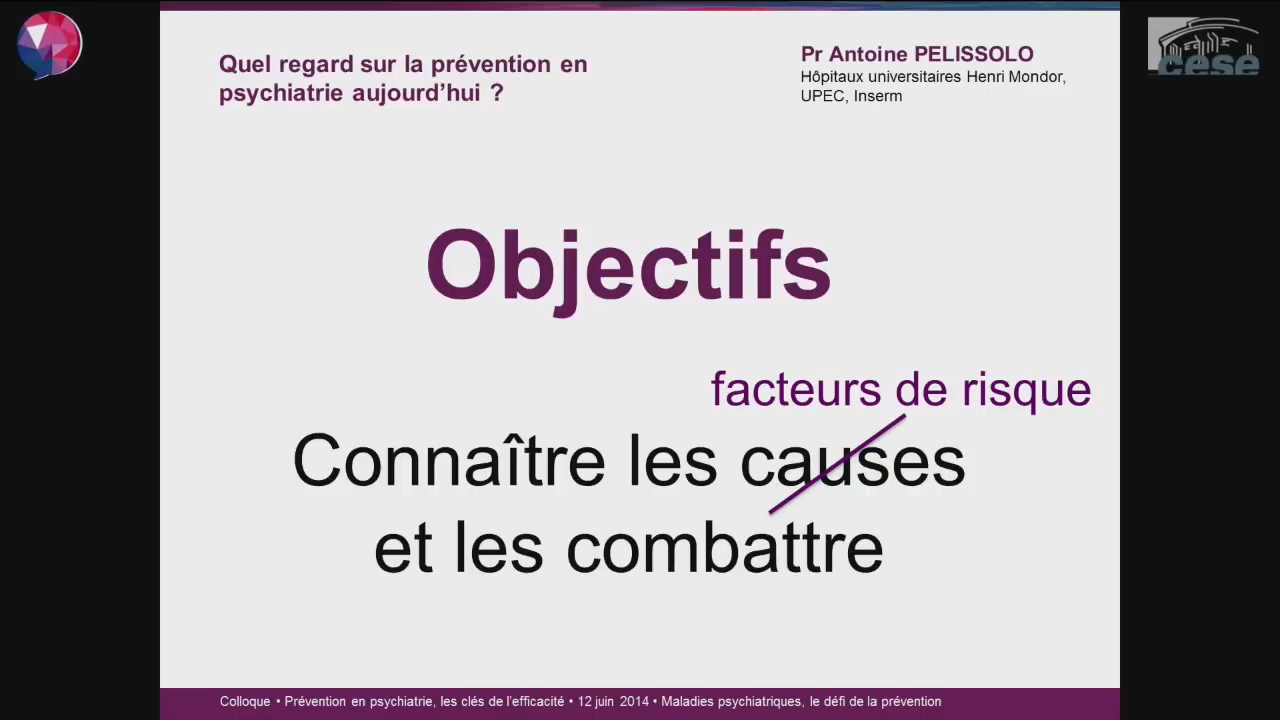 Quel regard sur la prévention en
psychiatrie aujourd’hui ?
Pr Antoine PELISSOLO
Hôpitaux universitaires Henri Mondor,
UPEC, Inserm
cese
Objectifs
facteurs de risque
Connaître les causes
et les combattre
Colloque • Prévention en psychiatrie, les clés de l’efficacité • 12 juin 2014 • Maladies psychiatriques, le défi de la prévention